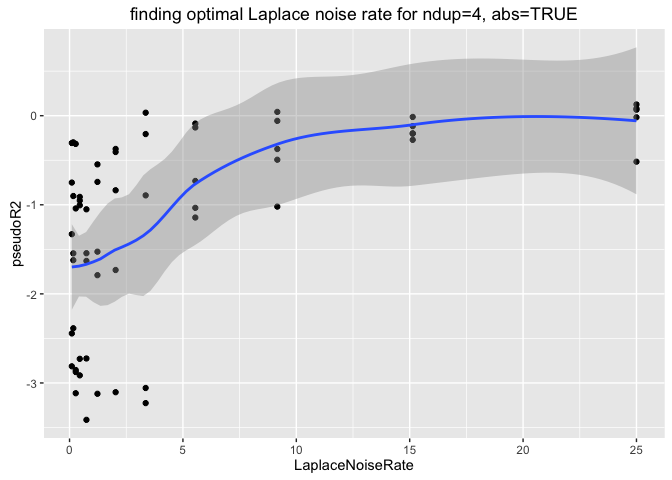 finding optimal Laplace noise rate for ndup=4, abs=TRUE
pseudoR2
0
-1
-2
-3
0 5 10 15 20 25
LaplaceNoiseRate